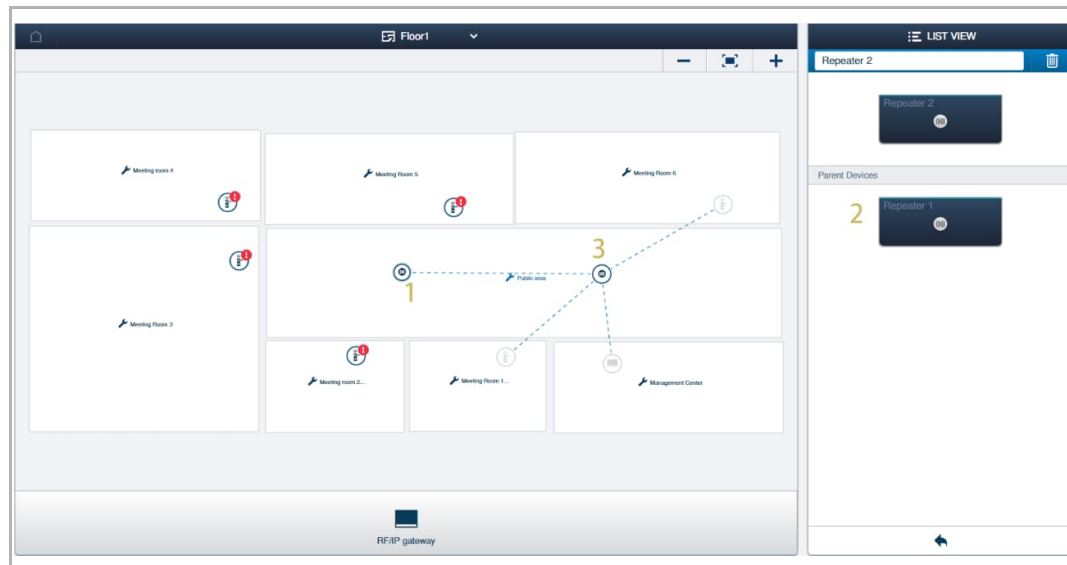 Floor1
LIST VIEW
Repeater 2
Repeater 2
Parent Devices
2
Repeater 1
Meeting room 4
Meeting Room 5
Meeting Room 6
3
1
Public area
Meeting Room 3
Meeting room 2...
Meeting Room 1...
Management Center
RF/IP gateway